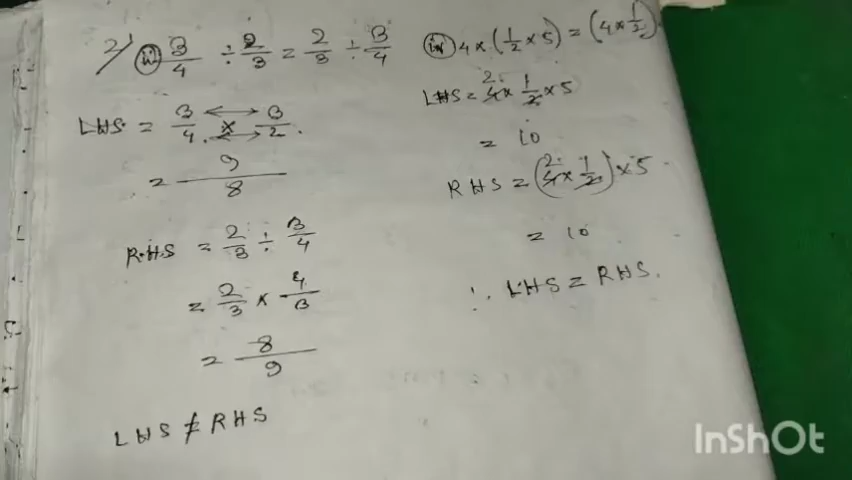 2/ (iii) 3/4 ÷ 2/3 = 2/3 ÷ 3/4
LHS = 3/4 × 3/2
= 9/8
R.H.S = 2/3 ÷ 3/4
= 2/3 × 4/3
= 8/9
LHS ≠ RHS
(iv) 4 × (1/2 × 5) = (4 × 1/2)
LHS = 4 × 1/2 × 5
2
= 10
RHS = (4 × 1/2) × 5
2
= 10
∴ LHS = RHS.
InShOt